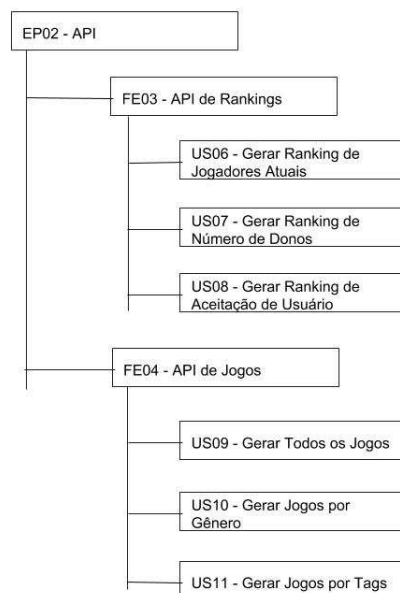 EP02 - API
FE03 - API de Rankings
US06 - Gerar Ranking de
Jogadores Atuais
US07 - Gerar Ranking de
Número de Donos
US08 - Gerar Ranking de
Aceitação de Usuário
FE04 - API de Jogos
US09 - Gerar Todos os Jogos
US10 - Gerar Jogos por
Gênero
US11 - Gerar Jogos por Tags